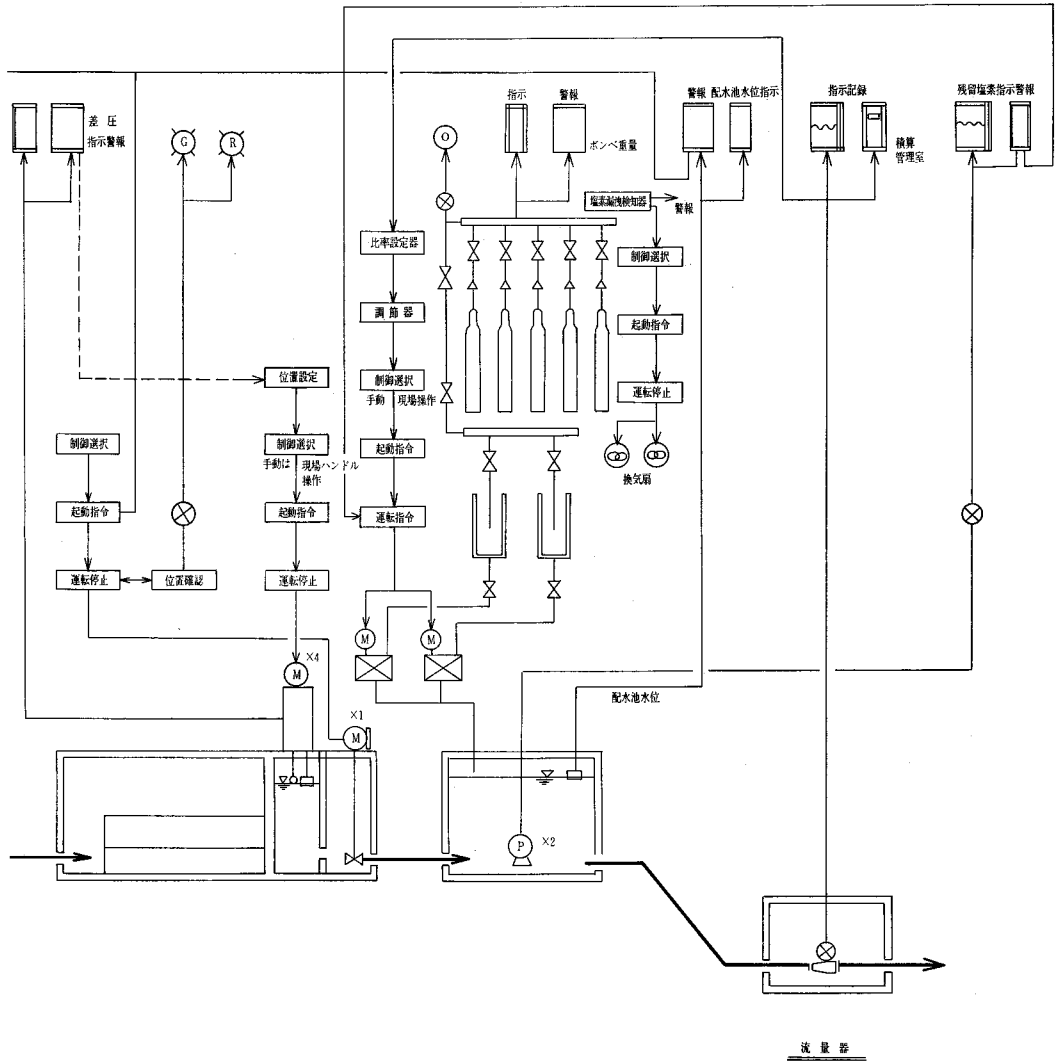 差 圧
指示警報
G
R
O
指示
警報
ボンベ重量
警報 配水池水位指示
指示記録
積算
管理室
残留塩素指示警報
塩素漏洩検知器
警報
比率設定器
調 節 器
制御選択
手動 現場操作
起動指令
運転指令
制御選択
起動指令
運転停止
換気扇
位置設定
制御選択
手動は 現場ハンドル
操作
起動指令
運転停止
制御選択
起動指令
運転停止
位置確認
M
M
M
×4
×1
M
配水池水位
P
×2
流 量 器